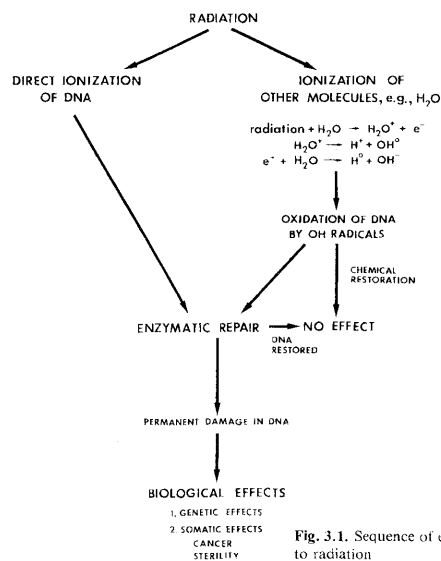 RADIATION
DIRECT IONIZATION
OF DNA
IONIZATION OF
OTHER MOLECULES, e.g., H₂O
radiation + H₂O → H₂O⁺ + e⁻
H₂O⁺ → H⁺ + OH⁰
e⁻ + H₂O → H⁰ + OH⁻
OXIDATION OF DNA
BY OH RADICALS
CHEMICAL
RESTORATION
ENZYMATIC REPAIR
DNA
RESTORED
NO EFFECT
PERMANENT DAMAGE IN DNA
BIOLOGICAL EFFECTS
1. GENETIC EFFECTS
2. SOMATIC EFFECTS
CANCER
STERILITY
Fig. 3.1. Sequence of
to radiation